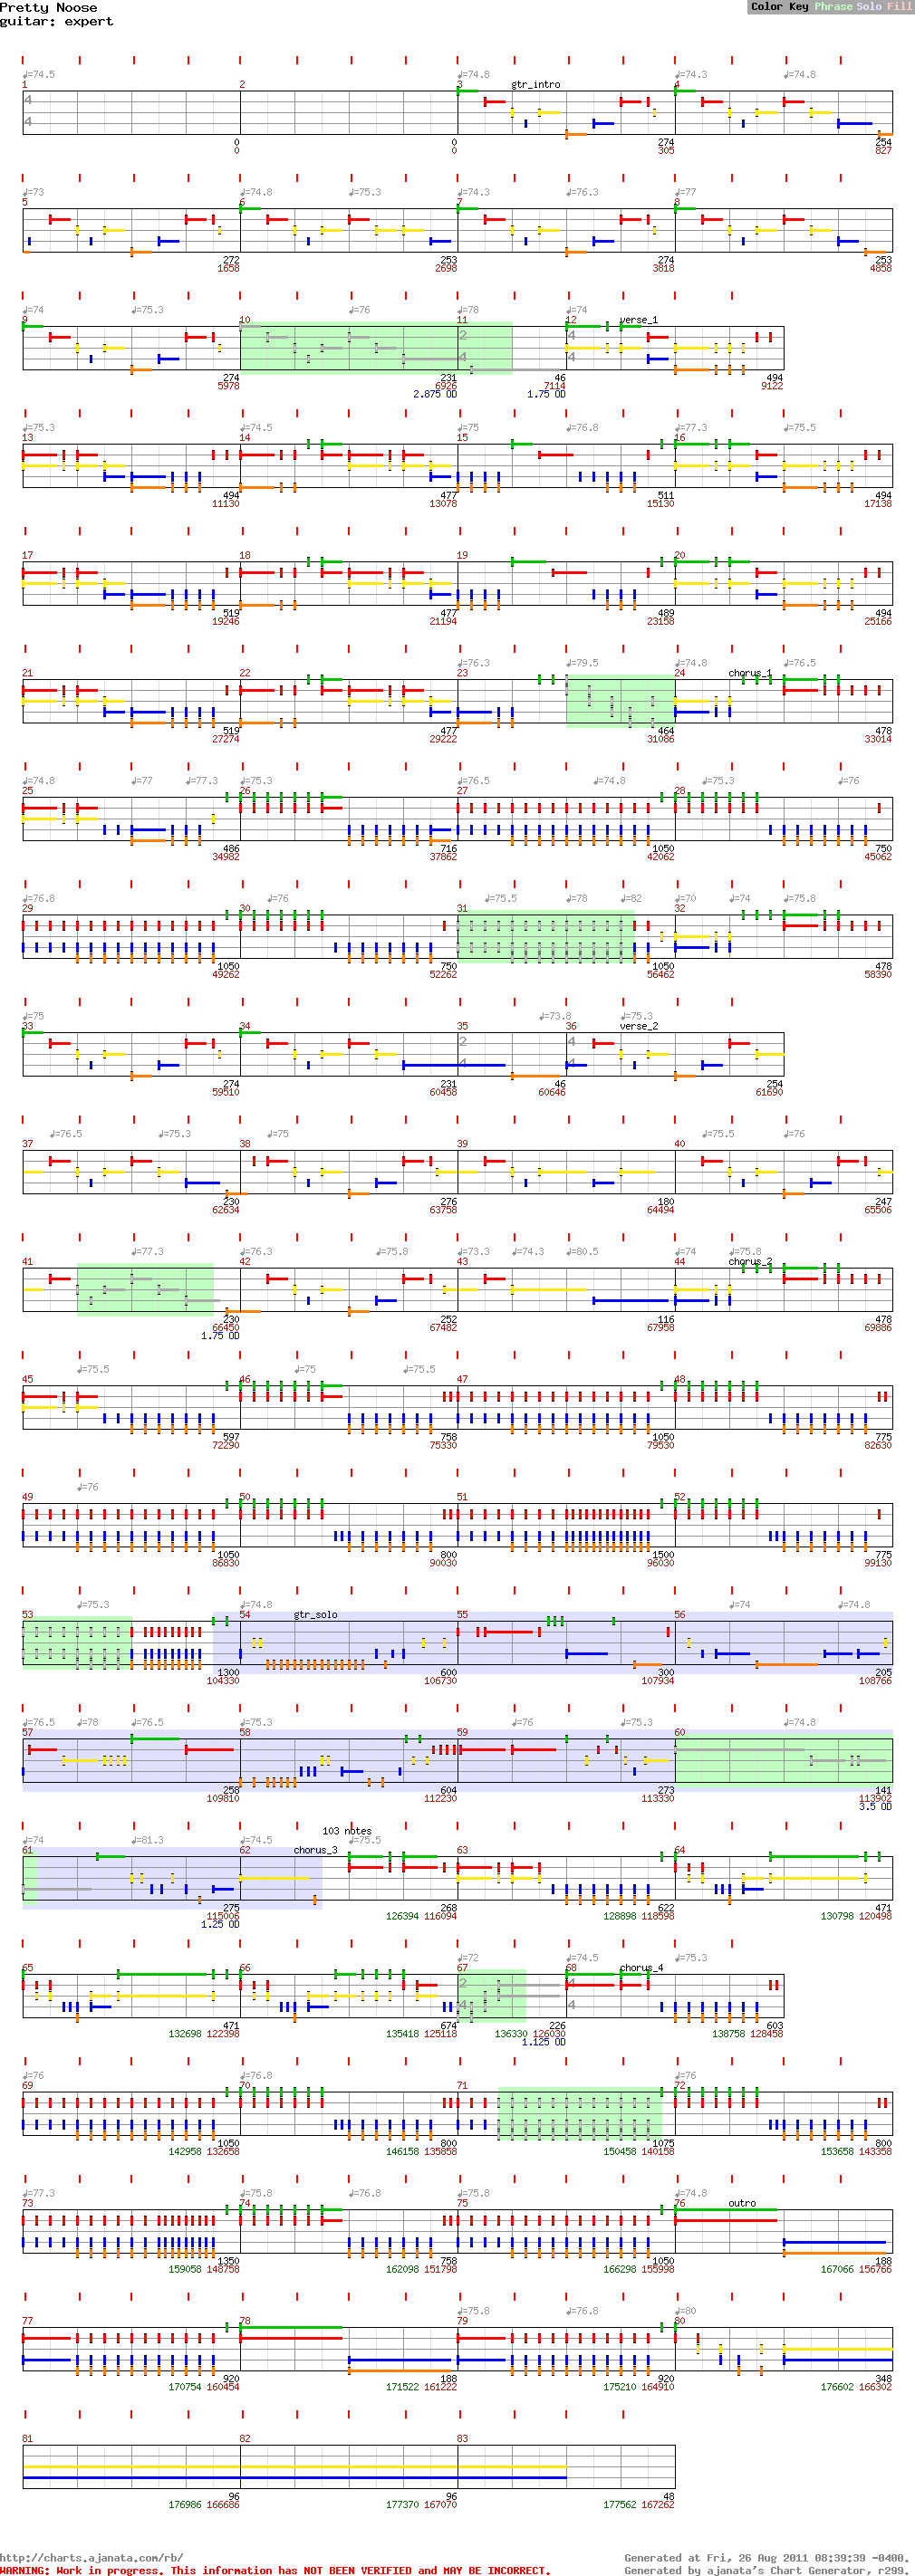 Pretty Noose
guitar: expert
Color Key Phrase Solo Fill
♩=74.5 ♩=74.8 ♩=74.3 ♩=74.8
1 2 3 gtr_intro 4
4
4
0 0 274 254
0 0 305 827
♩=73 ♩=74.8 ♩=75.3 ♩=74.3 ♩=76.3 ♩=77
5 6 7 8
272 253 274 253
1658 2698 3818 4858
♩=74 ♩=75.3 ♩=76 ♩=78 ♩=74
9 10 11 12 verse_1
2 4
4 4
274 231 46 494
5978 6926 7114 9122
2.875 OD 1.75 OD
♩=75.3 ♩=74.5 ♩=75 ♩=76.8 ♩=77.3 ♩=75.5
13 14 15 16
494 477 511 494
11130 13078 15130 17138
17 18 19 20
519 477 489 494
19246 21194 23158 25166
♩=76.3 ♩=79.5 ♩=74.8 ♩=76.5
21 22 23 24 chorus_1
519 477 464 478
27274 29222 31086 33014
♩=74.8 ♩=77 ♩=77.3 ♩=75.3 ♩=76.5 ♩=74.8 ♩=75.3 ♩=76
25 26 27 28
486 716 1050 750
34982 37862 42062 45062
♩=76.8 ♩=76 ♩=75.5 ♩=78 ♩=82 ♩=70 ♩=74 ♩=75.8
29 30 31 32
1050 750 1050 478
49262 52262 56462 58390
♩=75 ♩=73.8 ♩=75.3
33 34 35 36 verse_2
2 4
4 4
274 231 46 254
59510 60458 60646 61690
♩=76.5 ♩=75.3 ♩=75 ♩=75.5 ♩=76
37 38 39 40
230 276 180 247
62634 63758 64494 65506
♩=77.3 ♩=76.3 ♩=75.8 ♩=73.3 ♩=74.3 ♩=80.5 ♩=74 ♩=75.8
41 42 43 44 chorus_2
230 252 116 478
66450 67482 67958 69886
1.75 OD
♩=75.5 ♩=75 ♩=75.5
45 46 47 48
597 758 1050 775
72290 75330 79530 82630
♩=76
49 50 51 52
1050 800 1500 775
86830 90030 96030 99130
♩=75.3 ♩=74.8 ♩=74 ♩=74.8
53 54 gtr_solo 55 56
1300 600 300 205
104330 106730 107934 108766
♩=76.5 ♩=78 ♩=76.5 ♩=75.3 ♩=76 ♩=75.3 ♩=74.8
57 58 59 60
258 604 273 141
109810 112230 113330 113902
3.5 OD
103 notes
♩=74 ♩=81.3 ♩=74.5 ♩=75.5
61 62 chorus_3 63 64
275 268 622 471
115006 126394 116094 128898 118598 130798 120498
1.25 OD
♩=72 ♩=74.5 ♩=75.3
65 66 67 68 chorus_4
2 4
4 4
471 674 226 603
132698 122398 135418 125118 136330 126030 138758 128458
1.125 OD
♩=76 ♩=76.8 ♩=76
69 70 71 72
1050 800 1075 800
142958 132658 146158 135858 150458 140158 153658 143358
♩=77.3 ♩=75.8 ♩=76.8 ♩=75.8 ♩=74.8
73 74 75 76 outro
1350 758 1050 188
159058 148758 162098 151798 166298 155998 167066 156766
♩=75.8 ♩=76.8 ♩=80
77 78 79 80
920 188 920 348
170754 160454 171522 161222 175210 164910 176602 166302
81 82 83
96 96 48
176986 166686 177370 167070 177562 167262
http://charts.ajanata.com/rb/ Generated at Fri, 26 Aug 2011 08:39:39 -0400.
WARNING: Work in progress. This information has NOT BEEN VERIFIED and MAY BE INCORRECT. Generated by ajanata's Chart Generator, r299.